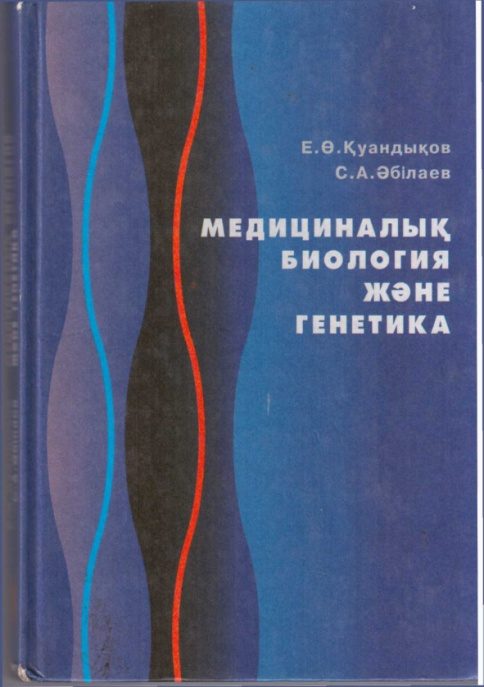 Е.Ө.Қуандықов
С.А.Әбілаев
МЕДИЦИНАЛЫҚ
БИОЛОГИЯ
ЖӘНЕ
ГЕНЕТИКА